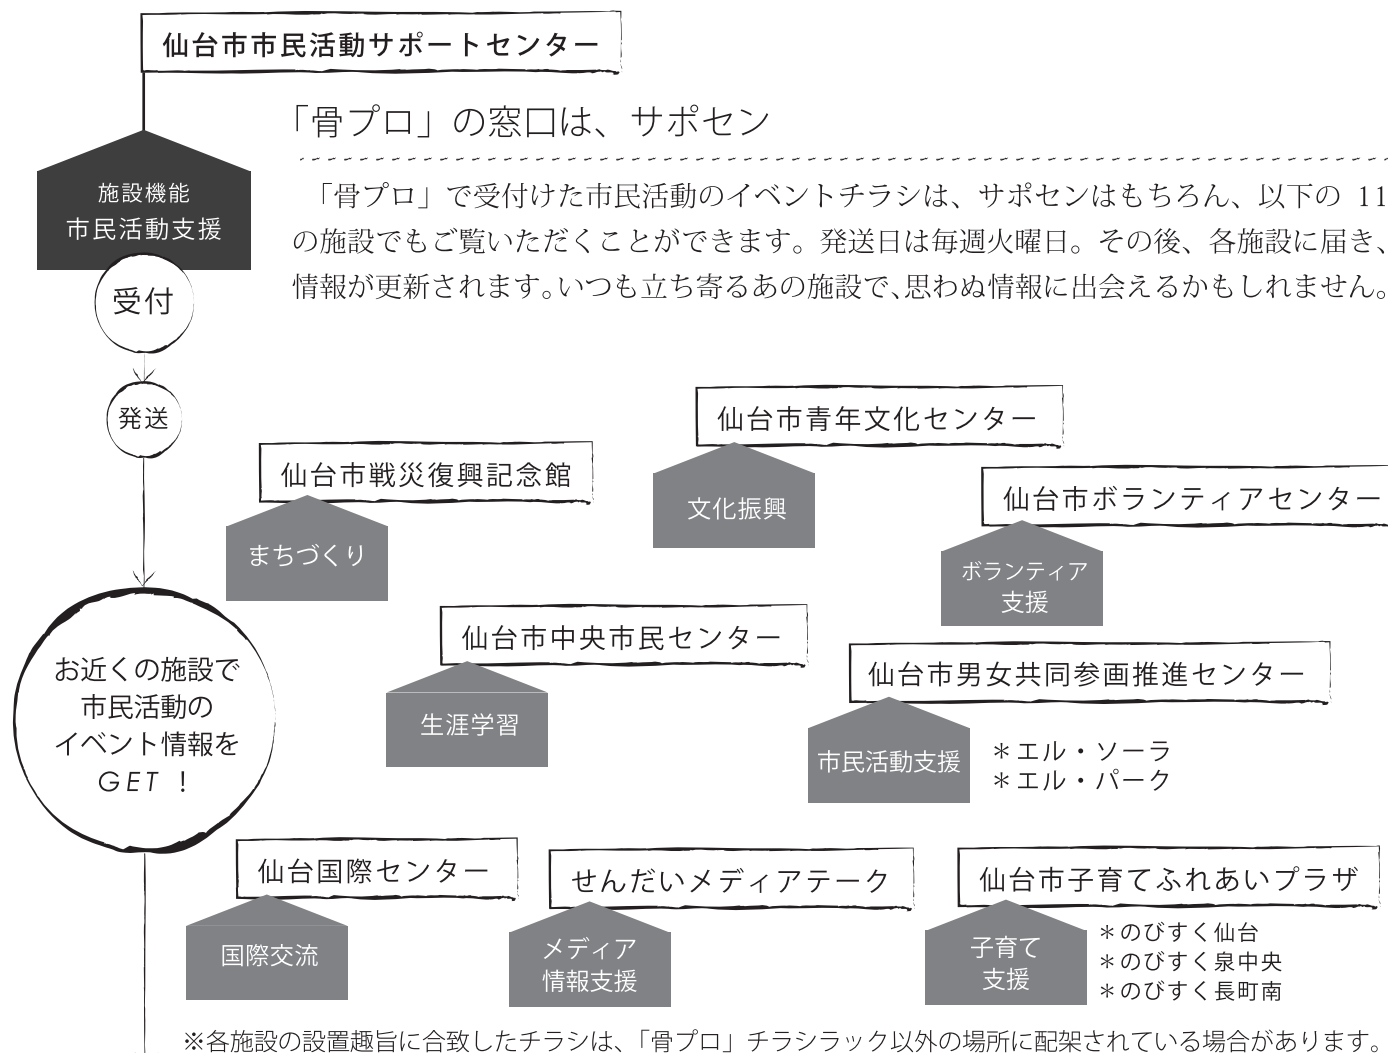 仙台市市民活動サポートセンター
「骨プロ」の窓口は、サポセン
施設機能
市民活動支援
「骨プロ」で受付けた市民活動のイベントチラシは、サポセンはもちろん、以下の 11
の施設でもご覧いただくことができます。発送日は毎週火曜日。その後、各施設に届き、
情報が更新されます。いつも立ち寄るあの施設で、思わぬ情報に出会えるかもしれません。
受付
発送
仙台市青年文化センター
文化振興
仙台市戦災復興記念館
まちづくり
仙台市ボランティアセンター
ボランティア
支援
仙台市中央市民センター
生涯学習
仙台市男女共同参画推進センター
市民活動支援
＊エル・ソーラ
＊エル・パーク
お近くの施設で
市民活動の
イベント情報を
GET！
仙台国際センター
国際交流
せんだいメディアテーク
メディア
情報支援
仙台市子育てふれあいプラザ
子育て
支援
＊のびすく仙台
＊のびすく泉中央
＊のびすく長町南
※各施設の設置趣旨に合致したチラシは、「骨プロ」チラシラック以外の場所に配架されている場合があります。